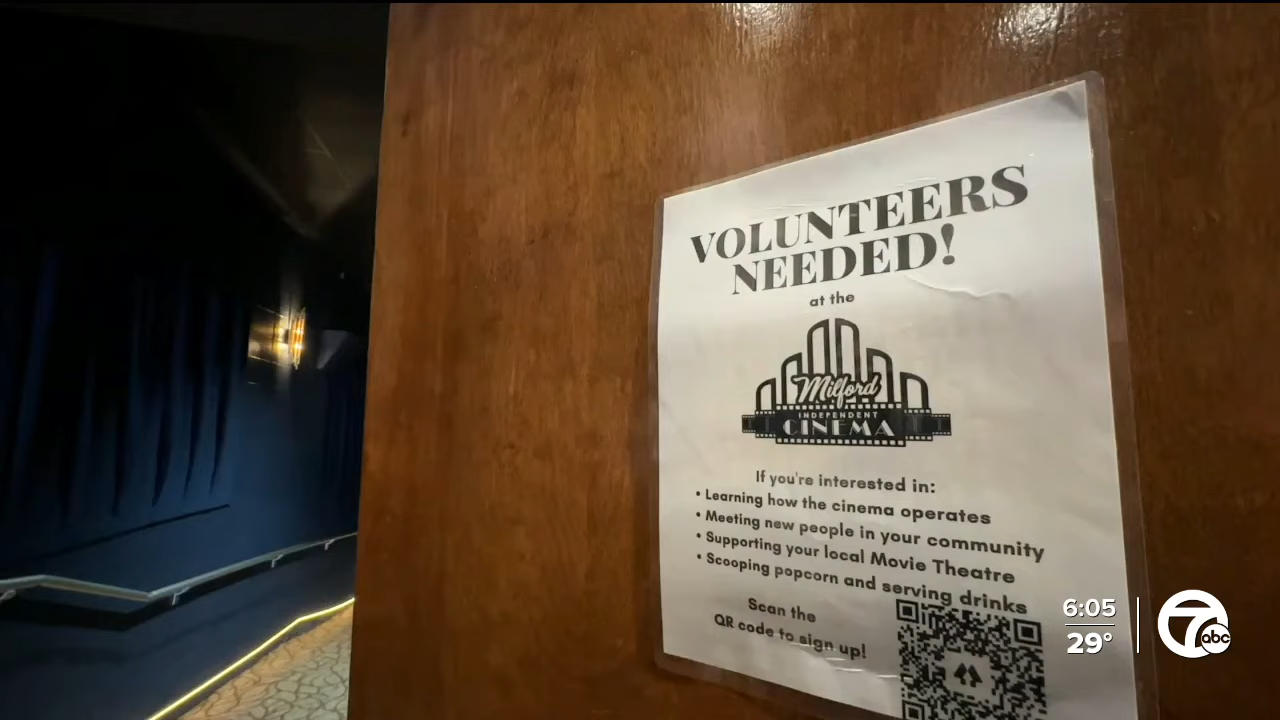 VOLUNTEERS
NEEDED!
at the
Milford
INDEPENDENT
CINEMA
If you're interested in:
• Learning how the cinema operates
• Meeting new people in your community
• Supporting your local Movie Theatre
• Scooping popcorn and serving drinks
Scan the
QR code to sign up!
6:05
29°
7 abc